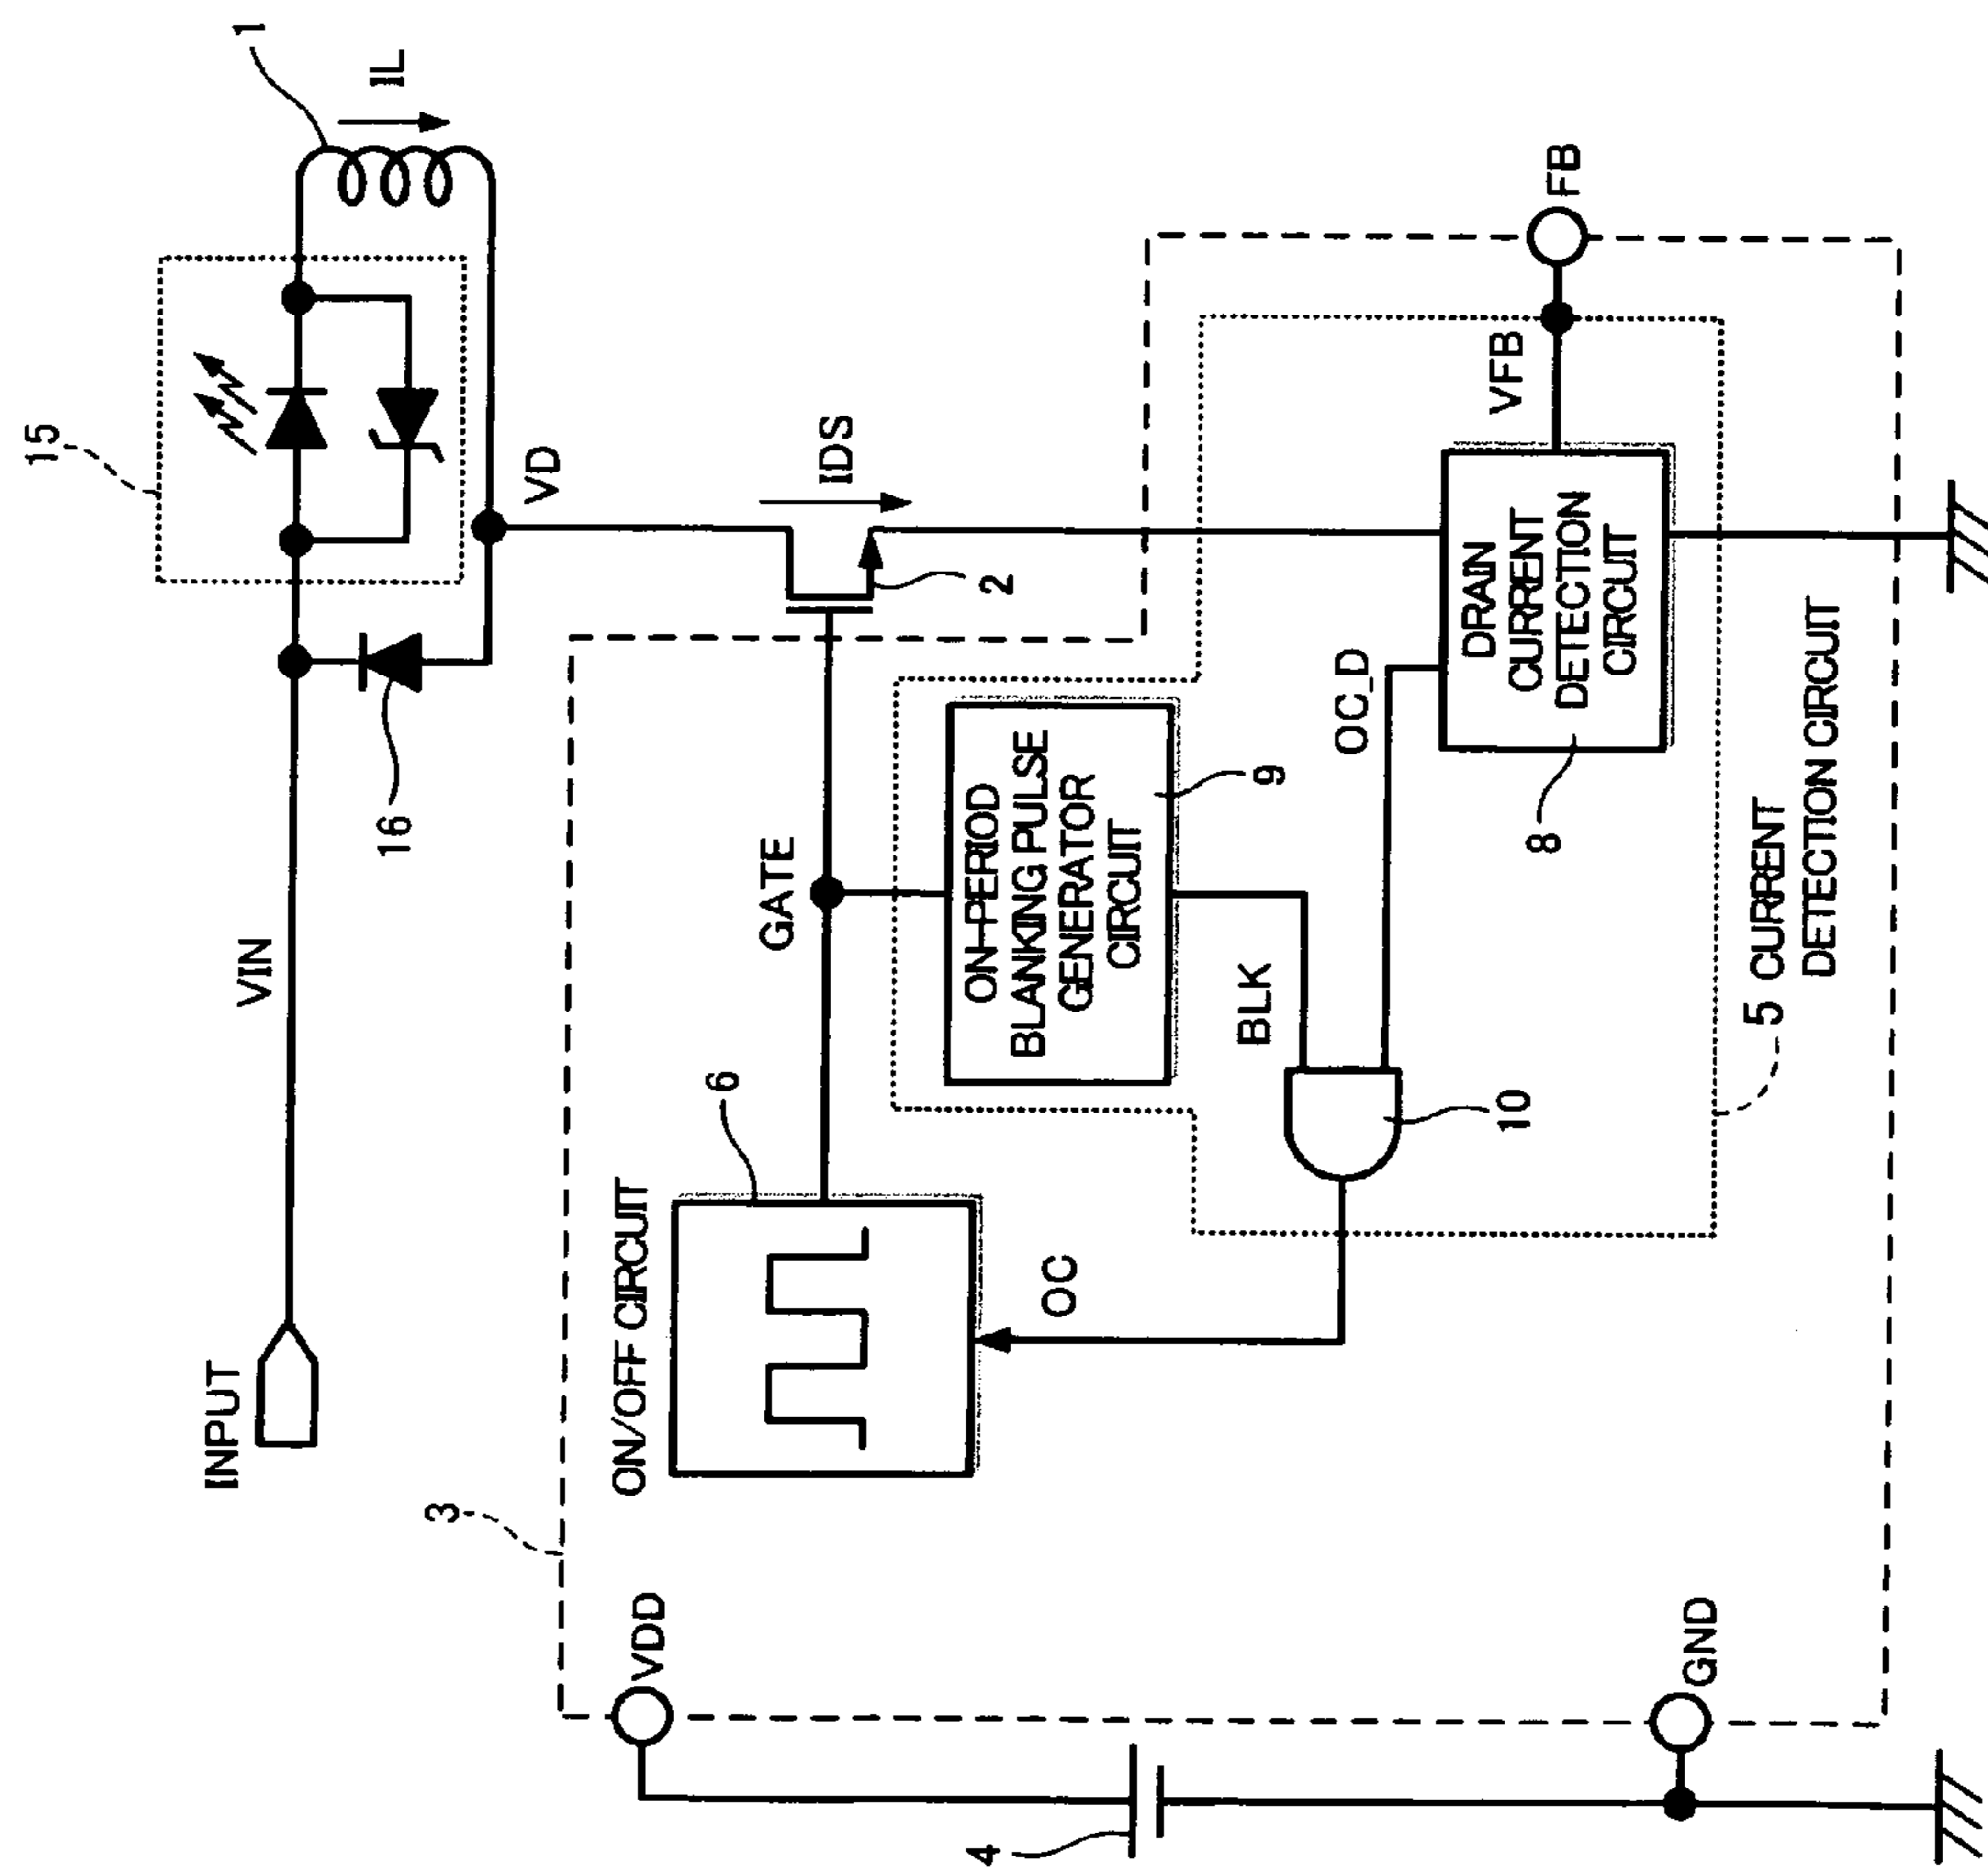 INPUT
VIN
15
1
IL
16
VD
3
ON/OFF CIRCUIT
6
GATE
IDS
2
VDD
OC
ON-PERIOD
BLANKING PULSE
GENERATOR
CIRCUIT
9
BLK
OC_D
10
DRAIN
CURRENT
DETECTION
CIRCUIT
8
VFB
FB
4
GND
5 CURRENT
DETECTION CIRCUIT